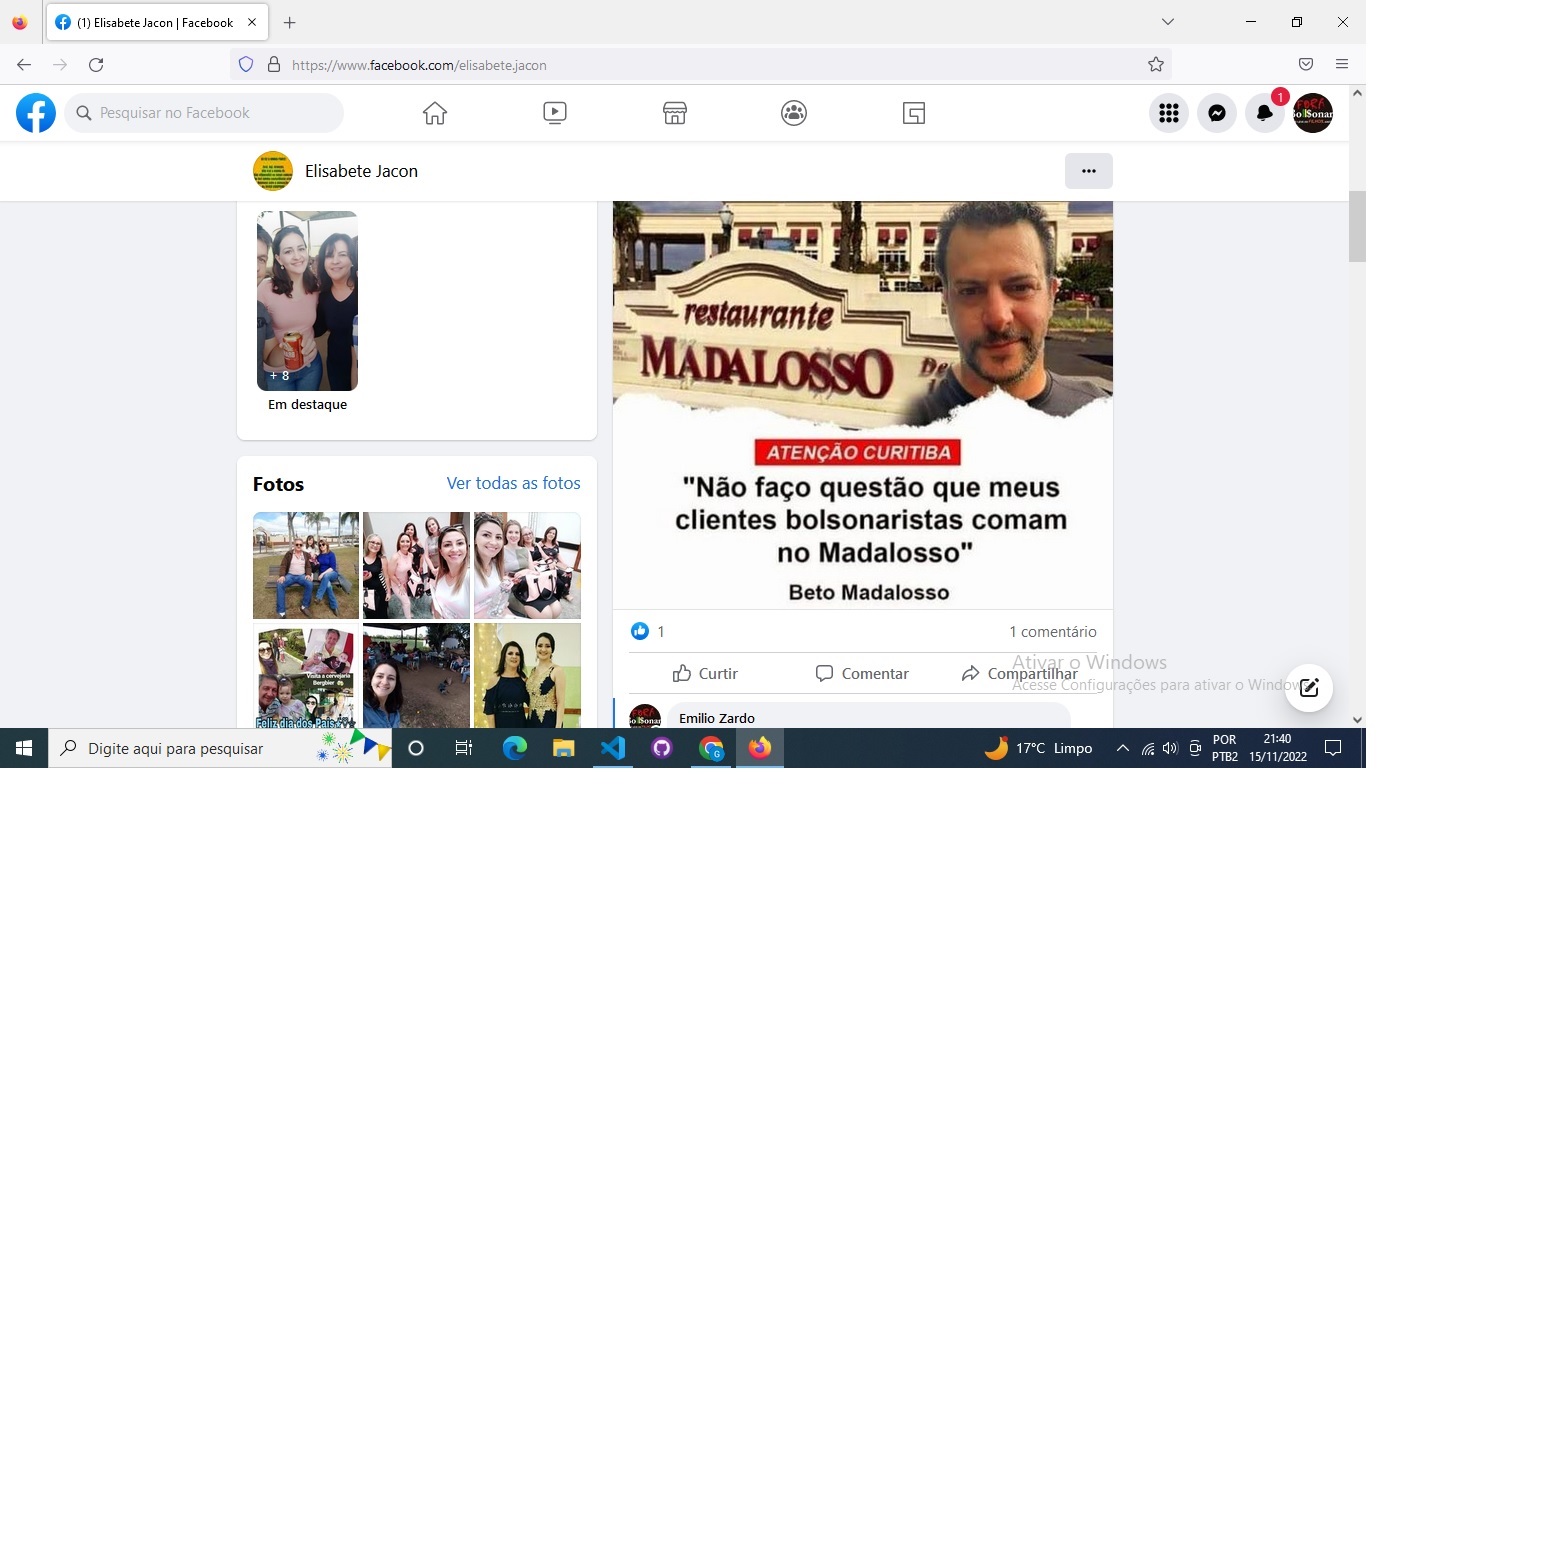 (1) Elisabete Jacon | Facebook
https://www.facebook.com/elisabete.jacon
Pesquisar no Facebook
1
FORA
BolSonaro
Elisabete Jacon
+ 8
Em destaque
Fotos
Ver todas as fotos
Visita a cervejaria
Bergbier
Feliz dia dos Pais
restaurante
MADALOSSO
De
ATENÇÃO CURITIBA
"Não faço questão que meus
clientes bolsonaristas comam
no Madalosso"
Beto Madalosso
1
1 comentário
Curtir
Comentar
Compartilhar
Ativar o Windows
Acesse Configurações para ativar o Windows
Emilio Zardo
Digite aqui para pesquisar
17°C Limpo
POR
PTB2
21:40
15/11/2022